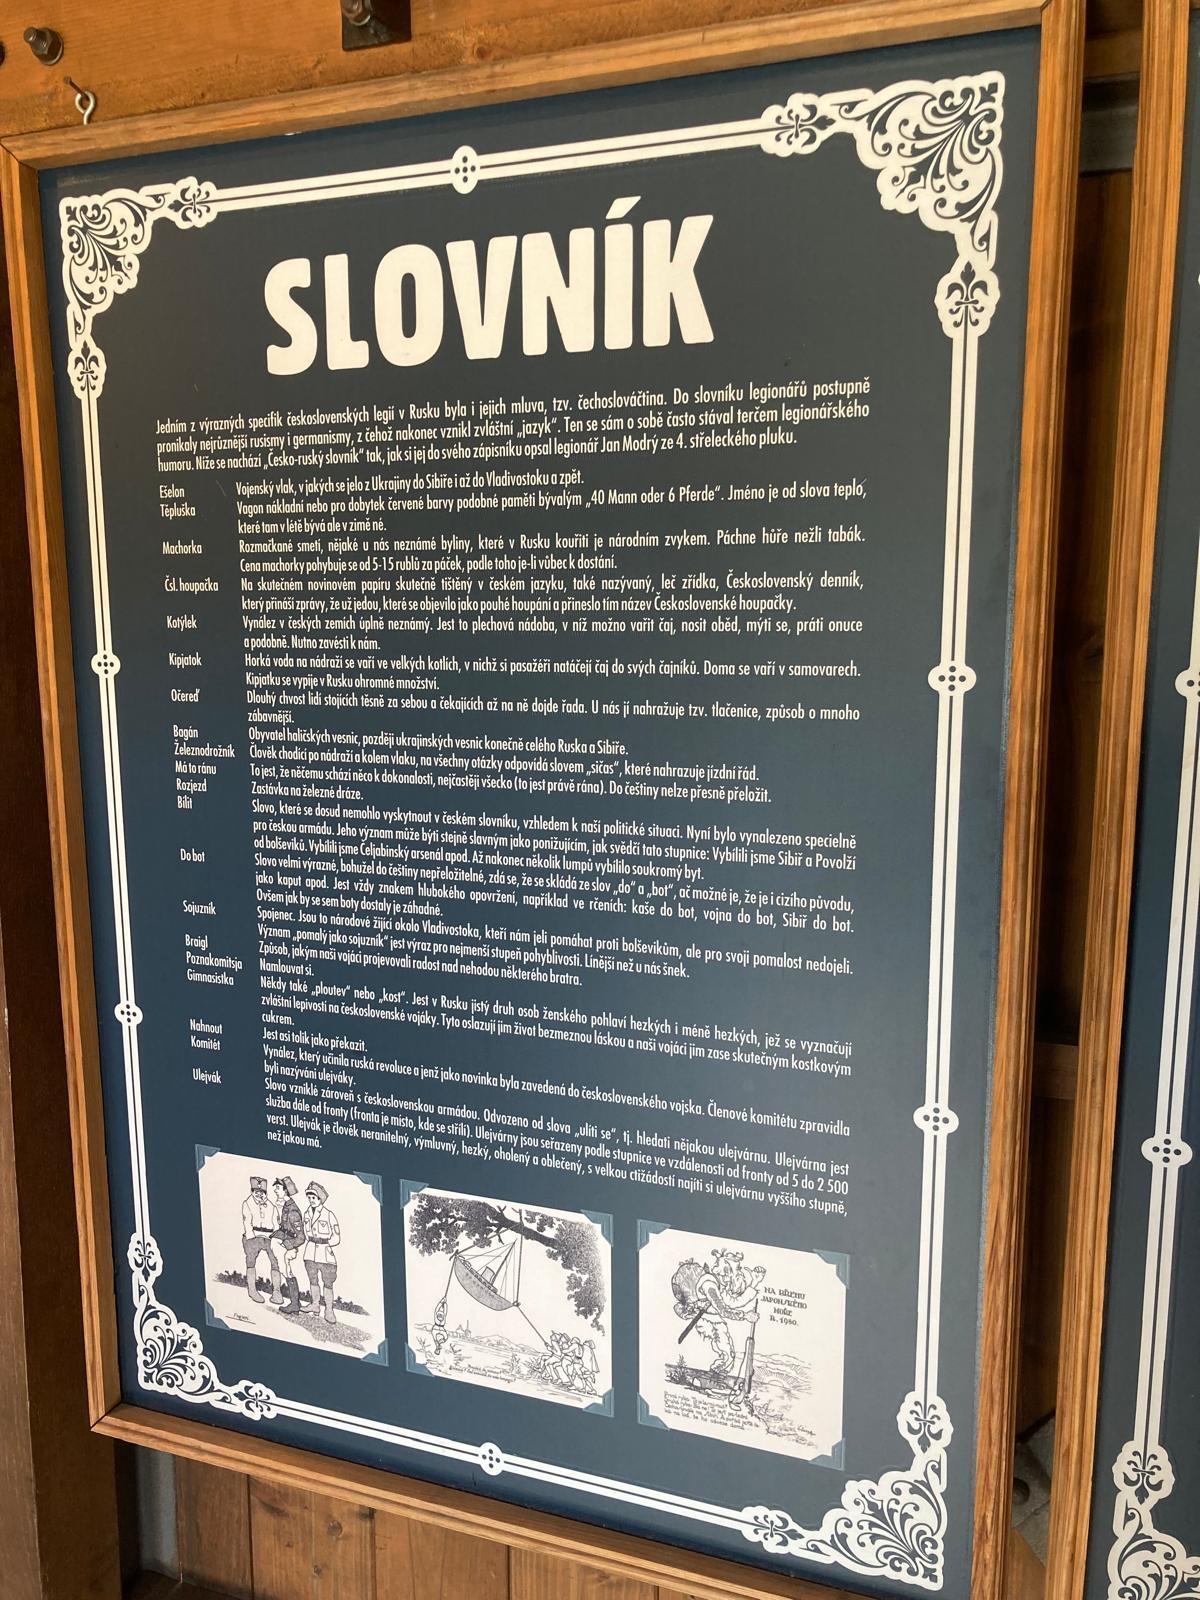 SLOVNÍK
Jedním z výrazných specifik československých legií v Rusku byla i jejich mluva, tzv. čechoslováčtina. Do slovníku legionářů postupně
pronikaly nejrůznější rusismy i germanismy, z čehož nakonec vznikl zvláštní „jazyk“. Ten se sám o sobě často stával terčem legionářského
humoru. Níže se nachází „Česko-ruský slovník“ tak, jak si jej do svého zápisníku opsal legionář Jan Modrý ze 4. střeleckého pluku.
Ešelon Vojenský vlak, v jakých se jelo z Ukrajiny do Sibiře i až do Vladivostoku a zpět.
Těpluška Vagon nákladní nebo pro dobytek červené barvy podobné paměti bývalým „40 Mann oder 6 Pferde“. Jméno je od slova teplo,
které tam v létě bývá ale v zimě né.
Machorka Rozmačkané smetí, nějaké u nás neznámé byliny, které v Rusku kouřiti je národním zvykem. Páchne hůře nežli tabák.
Cena machorky pohybuje se od 5-15 rublů za páček, podle toho je-li vůbec k dostání.
Čsl. houpačka Na skutečném novinovém papíru skutečně tištěný v českém jazyku, také nazývaný, leč zřídka, Československý denník,
který přináší zprávy, že už jedou, které se objevilo jako pouhé houpání a přineslo tím název Československé houpačky.
Kotýlek Vynález v českých zemích úplně neznámý. Jest to plechová nádoba, v níž možno vařit čaj, nosit oběd, mýti se, práti onuce
a podobně. Nutno zavésti k nám.
Kipjatok Horká voda na nádraží se vaří ve velkých kotlích, v nichž si pasažéři natáčejí čaj do svých čajníků. Doma se vaří v samovarech.
Kipjatku se vypije v Rusku ohromné množství.
Očereď Dlouhý chvost lidí stojících těsně za sebou a čekajících až na ně dojde řada. U nás jí nahražuje tzv. tlačenice, způsob o mnoho
zábavnější.
Bagán Obyvatel haličských vesnic, později ukrajinských vesnic konečně celého Ruska a Sibiře.
Železnodrožník Člověk chodící po nádraží a kolem vlaku, na všechny otázky odpovídá slovem „sičas“, které nahrazuje jízdní řád.
Má to ránu To jest, že něčemu schází něco k dokonalosti, nejčastěji všecko (to jest právě rána). Do češtiny nelze přesně přeložit.
Rozjezd Zastávka na železné dráze.
Bílit Slovo, které se dosud nemohlo vyskytnout v českém slovníku, vzhledem k naší politické situaci. Nyní bylo vynalezeno specielně
pro českou armádu. Jeho význam může býti stejně slavným jako ponižujícím, jak svědčí tato stupnice: Vybílili jsme Sibiř a Povolží
od bolševiků. Vybílili jsme Čeljabinský arsenál apod. Až nakonec několik lumpů vybílilo soukromý byt.
Do bot Slovo velmi výrazné, bohužel do češtiny nepřeložitelné, zdá se, že se skládá ze slov „do“ a „bot“, ač možné je, že je i cizího původu,
jako kaput apod. Jest vždy znakem hlubokého opovržení, například ve rčeních: kaše do bot, vojna do bot, Sibiř do bot.
Ovšem jak by se sem boty dostaly je záhadné.
Sojuzník Spojenec. Jsou to národové žijící okolo Vladivostoka, kteří nám jeli pomáhat proti bolševikům, ale pro svoji pomalost nedojeli.
Význam „pomalý jako sojuzník“ jest výraz pro nejmenší stupeň pohyblivosti. Línější než u nás šnek.
Braigl Způsob, jakým naši vojáci projevovali radost nad nehodou některého bratra.
Poznakomitsja Namlouvat si.
Gimnasistka Někdy také „ploutev“ nebo „kost“. Jest v Rusku jistý druh osob ženského pohlaví hezkých i méně hezkých, jež se vyznačují
zvláštní lepivostí na československé vojáky. Tyto oslazují jim život bezmeznou láskou a naši vojáci jim zase skutečným kostkovým
cukrem.
Nahnout Jest asi tolik jako překazit.
Komitét Vynález, který učinila ruská revoluce a jenž jako novinka byla zavedená do československého vojska. Členové komitétu zpravidla
byli nazýváni ulejváky.
Ulejvák Slovo vzniklé zároveň s československou armádou. Odvozeno od slova „ulíti se“, tj. hledati nějakou ulejvárnu. Ulejvárna jest
služba dále od fronty (fronta je místo, kde se střílí). Ulejvárny jsou seřazeny podle stupnice ve vzdálenosti od fronty od 5 do 2 500
verst. Ulejvák je člověk neranitelný, výmluvný, hezký, oholený a oblečený, s velkou ctižádostí najíti si ulejvárnu vyššího stupně,
než jakou má.
NA BŘEHU
JAPONSKÉHO
MOŘE
R. 1980.